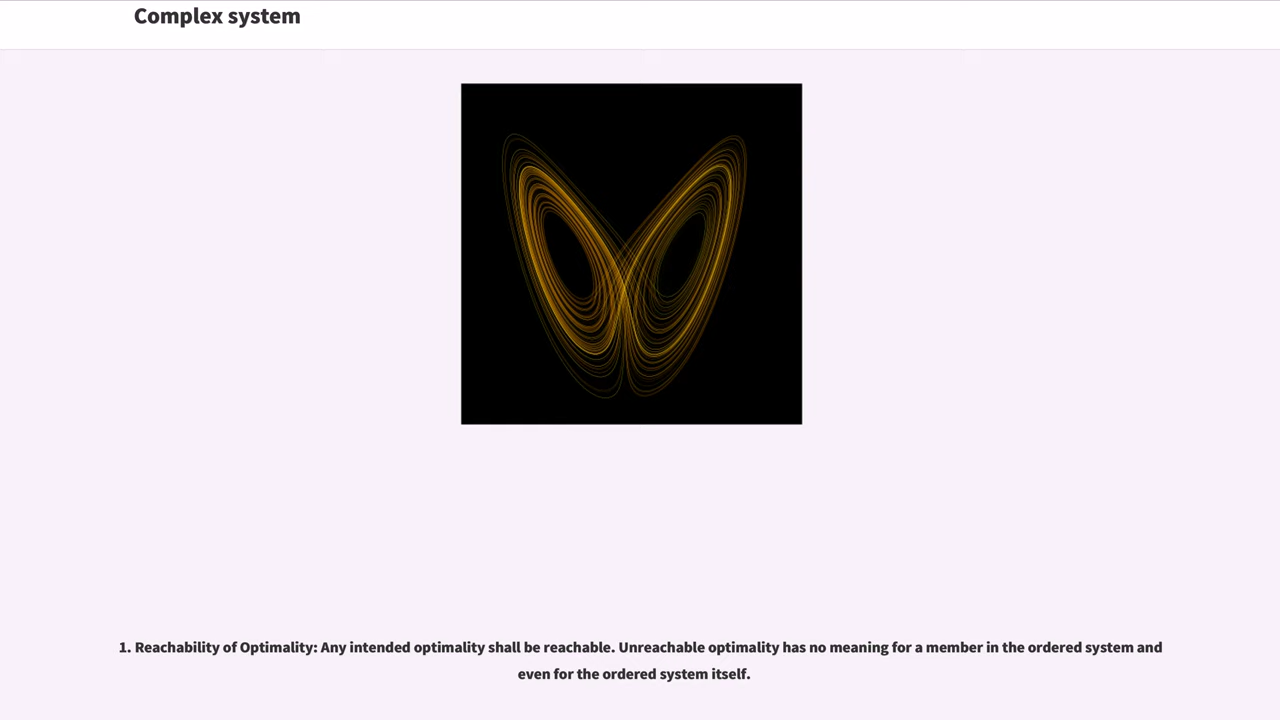 Complex system
1. Reachability of Optimality: Any intended optimality shall be reachable. Unreachable optimality has no meaning for a member in the ordered system and
even for the ordered system itself.